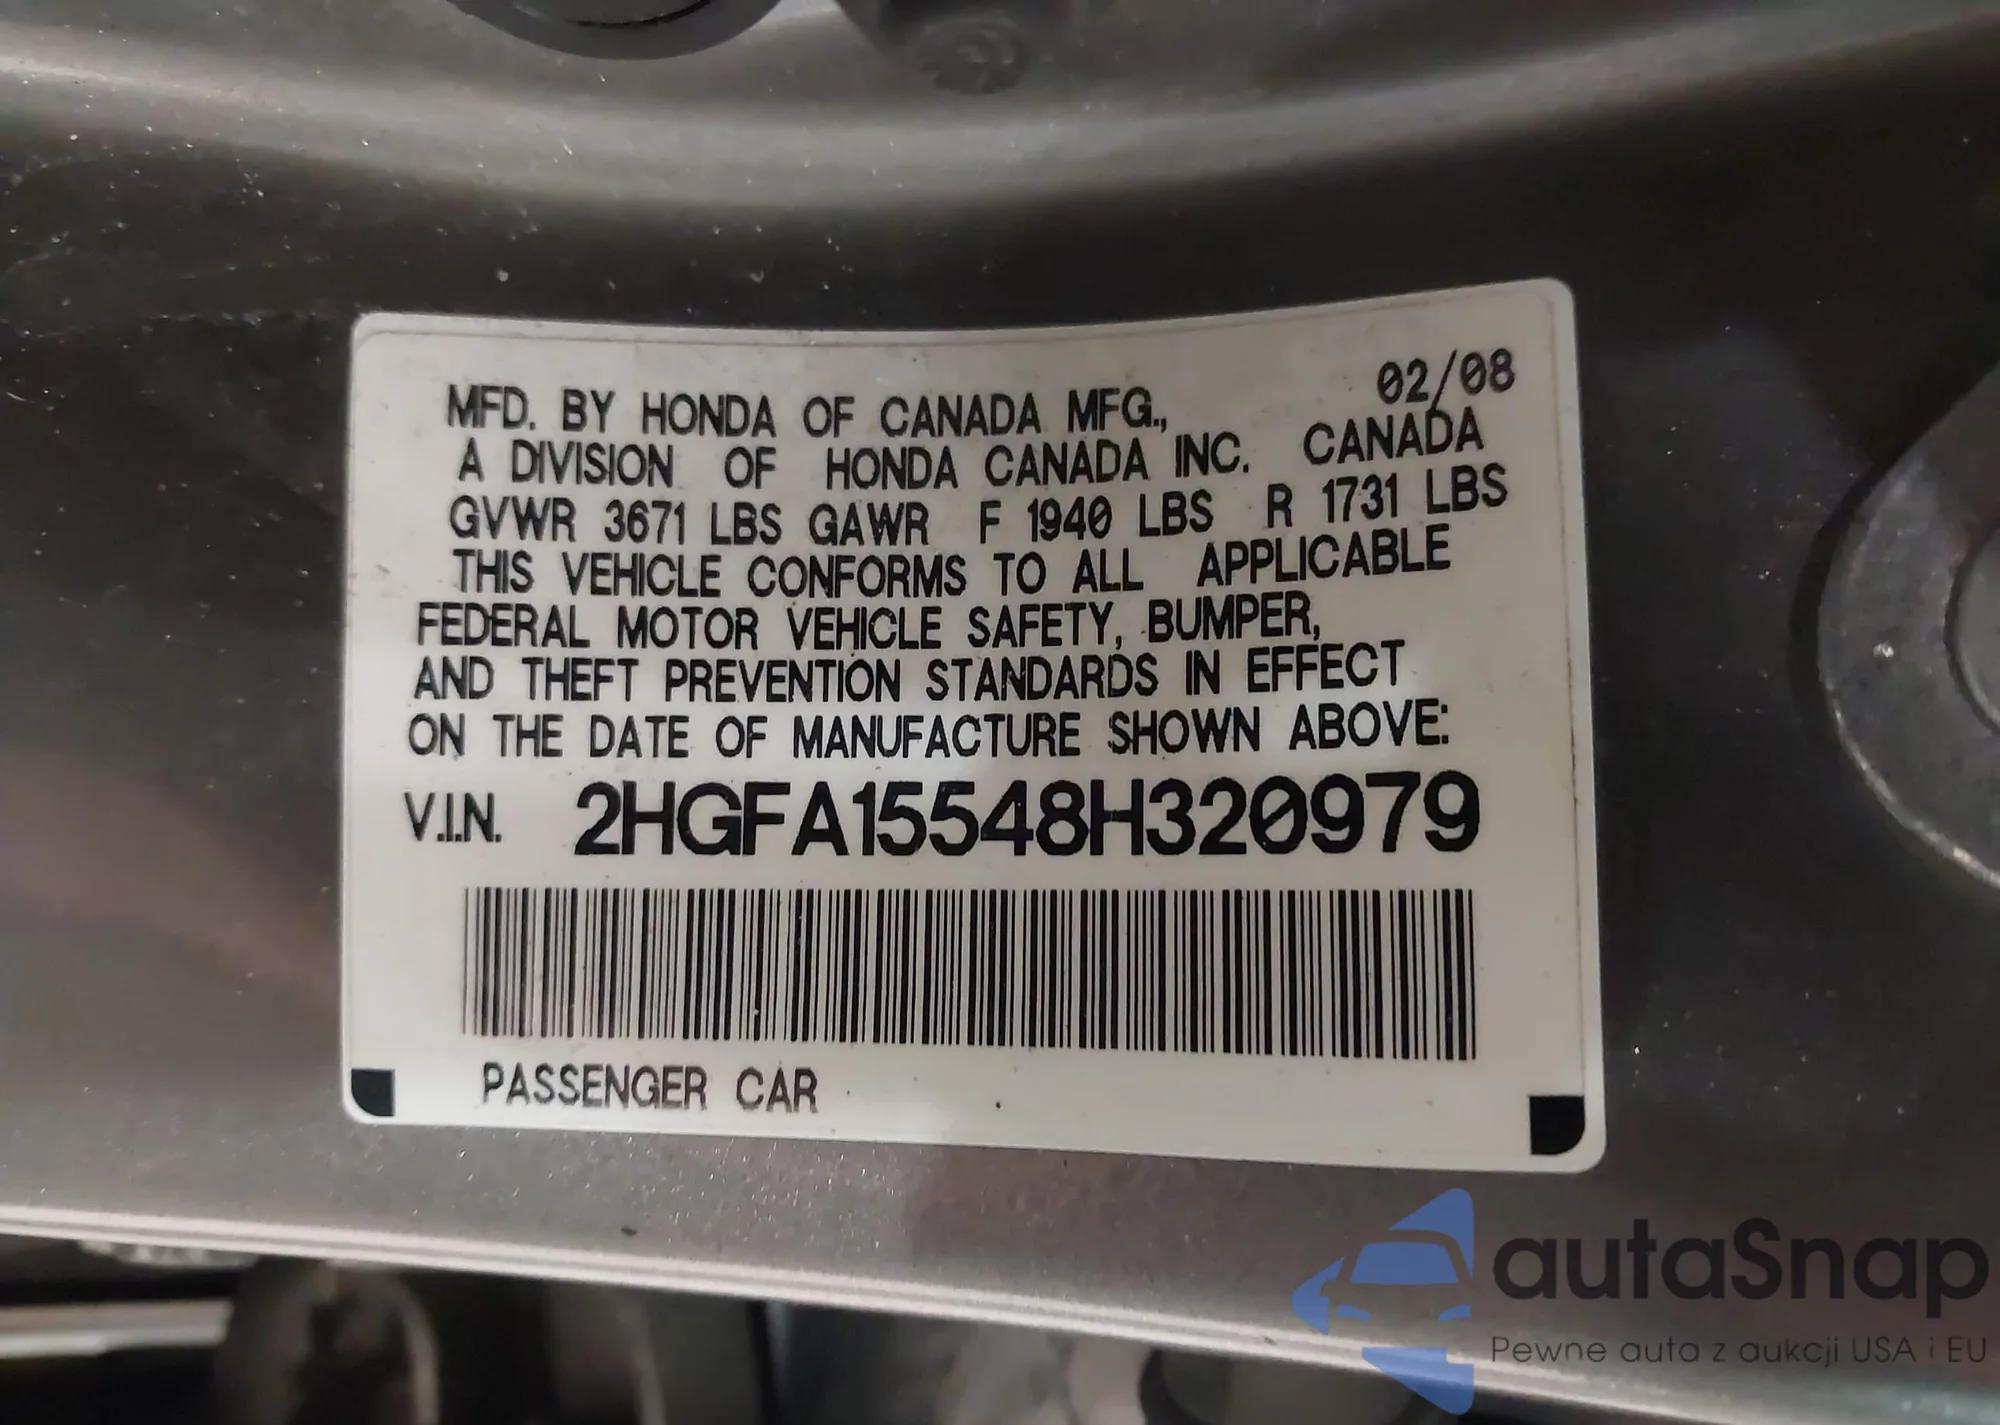 MFD. BY HONDA OF CANADA MFG., 02/08
A DIVISION OF HONDA CANADA INC. CANADA
GVWR 3671 LBS GAWR F 1940 LBS R 1731 LBS
THIS VEHICLE CONFORMS TO ALL APPLICABLE
FEDERAL MOTOR VEHICLE SAFETY, BUMPER,
AND THEFT PREVENTION STANDARDS IN EFFECT
ON THE DATE OF MANUFACTURE SHOWN ABOVE:
V.I.N. 2HGFA15548H320979
PASSENGER CAR
autaSnap
Pewne auta z aukcji USA i EU